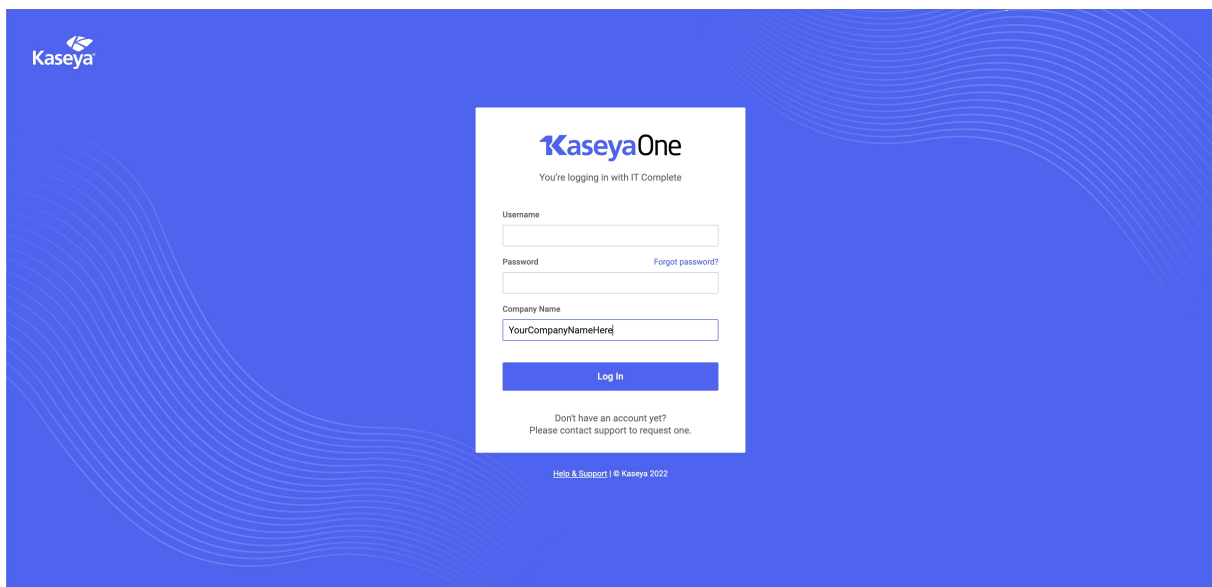 Kaseya
KaseyaOne
You're logging in with IT Complete
Username
Password Forgot password?
Company Name
YourCompanyNameHere
Log In
Don't have an account yet?
Please contact support to request one.
Help & Support | © Kaseya 2022